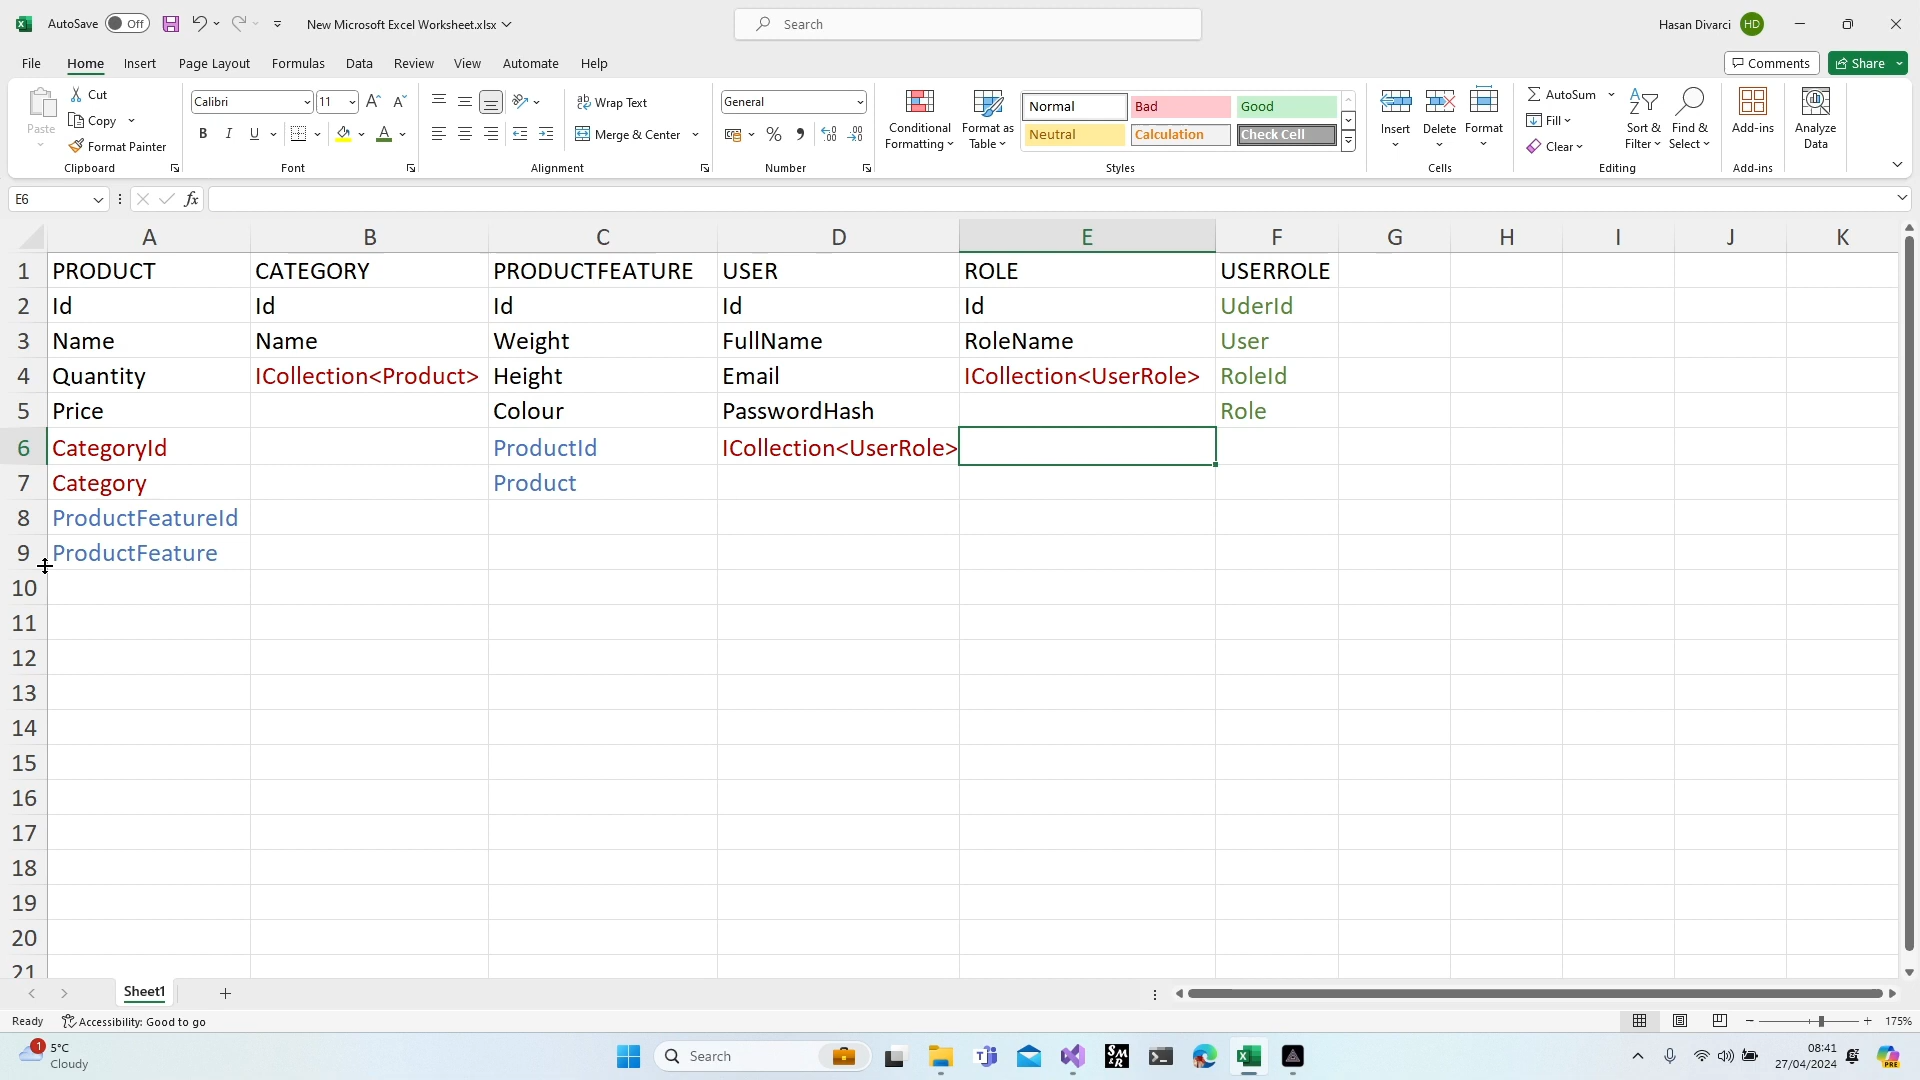 AutoSave Off New Microsoft Excel Worksheet.xlsx Search Hasan Divarci HD
File Home Insert Page Layout Formulas Data Review View Automate Help Comments Share
Paste Cut Copy Format Painter Clipboard
Calibri 11 B I U A Font
Wrap Text Merge & Center Alignment
General % Number
Conditional Formatting Format as Table Normal Bad Good Neutral Calculation Check Cell Styles
Insert Delete Format Cells
AutoSum Fill Clear Sort & Filter Find & Select Editing
Add-ins Add-ins
Analyze Data
E6 fx
A B C D E F G H I J K
1 PRODUCT CATEGORY PRODUCTFEATURE USER ROLE USERROLE
2 Id Id Id Id Id UderId
3 Name Name Weight FullName RoleName User
4 Quantity ICollection<Product> Height Email ICollection<UserRole> RoleId
5 Price Colour PasswordHash Role
6 CategoryId ProductId ICollection<UserRole>
7 Category Product
8 ProductFeatureId
9 ProductFeature
10
11
12
13
14
15
16
17
18
19
20
21
Sheet1
Ready Accessibility: Good to go 175%
1 5°C Cloudy Search 08:41 27/04/2024 PRE